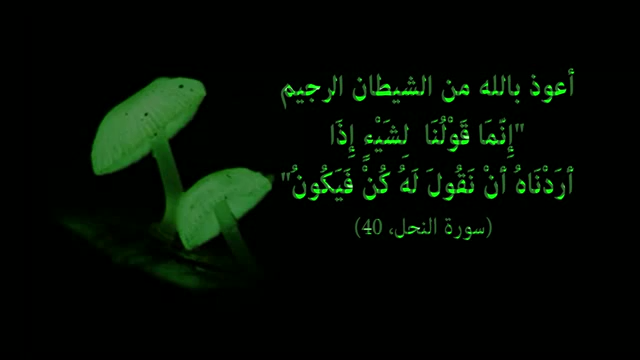 أعوذ بالله من الشيطان الرجيم
"إِنَّمَا قَوْلُنَا لِشَيْءٍ إِذَا
أَرَدْنَاهُ أَنْ نَقُولَ لَهُ كُنْ فَيَكُونُ"
(سورة النحل، 40)